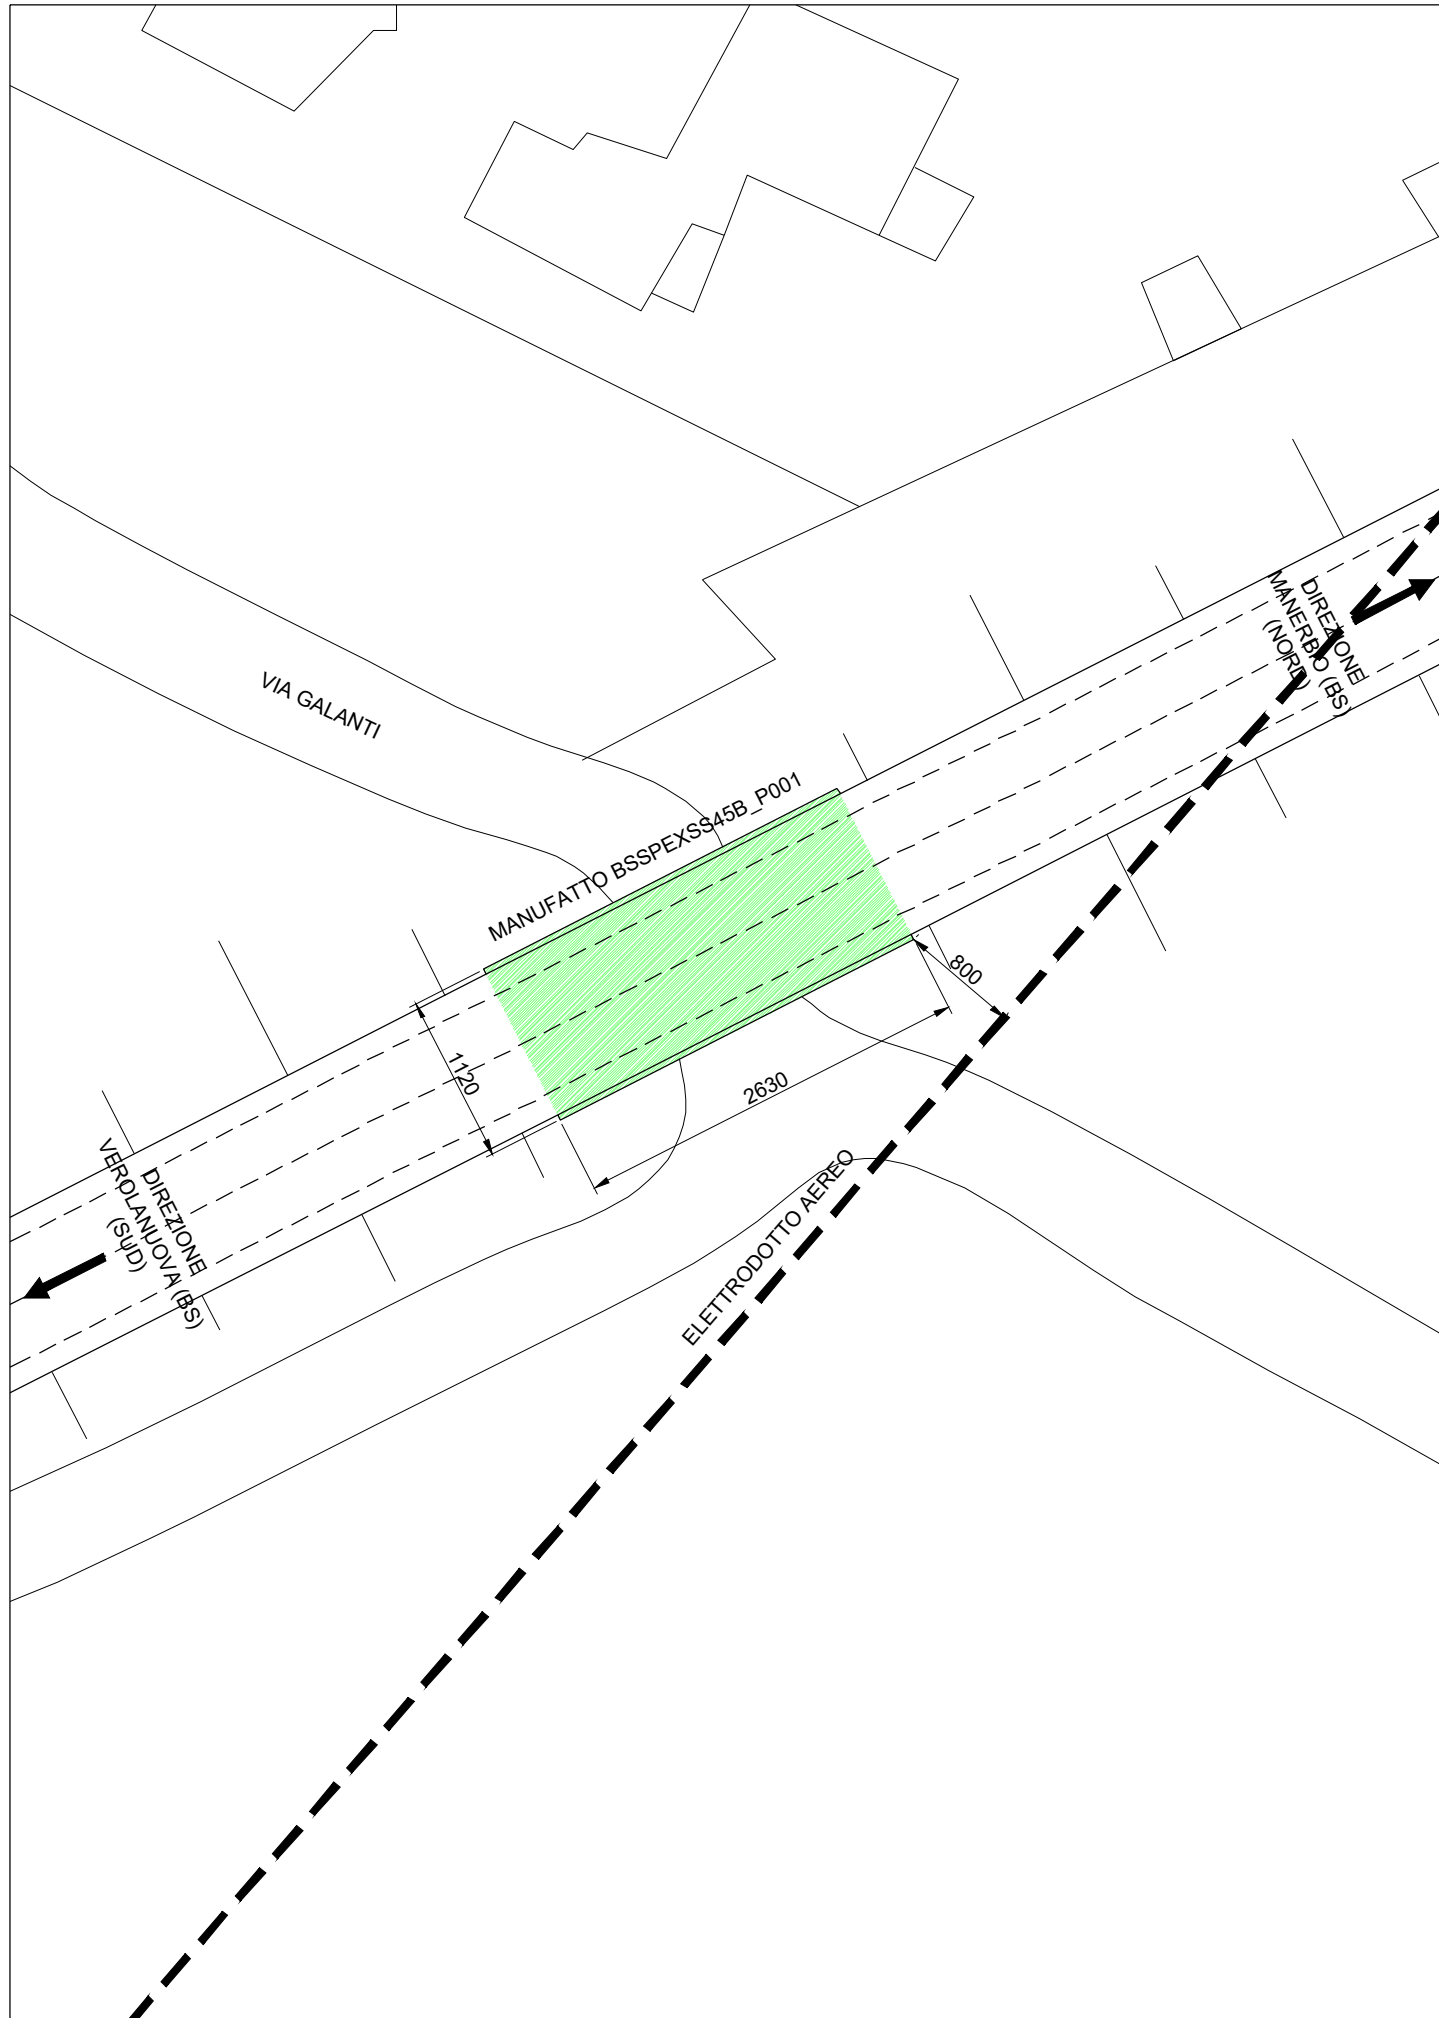 DIREZIONE
MANERBIO (BS)
(NORD)
VIA GALANTI
MANUFATTO BSSPEXSS45B_P001
800
1120
2630
DIREZIONE
VEROLANUOVA (BS)
(SUD)
ELETTRODOTTO AEREO